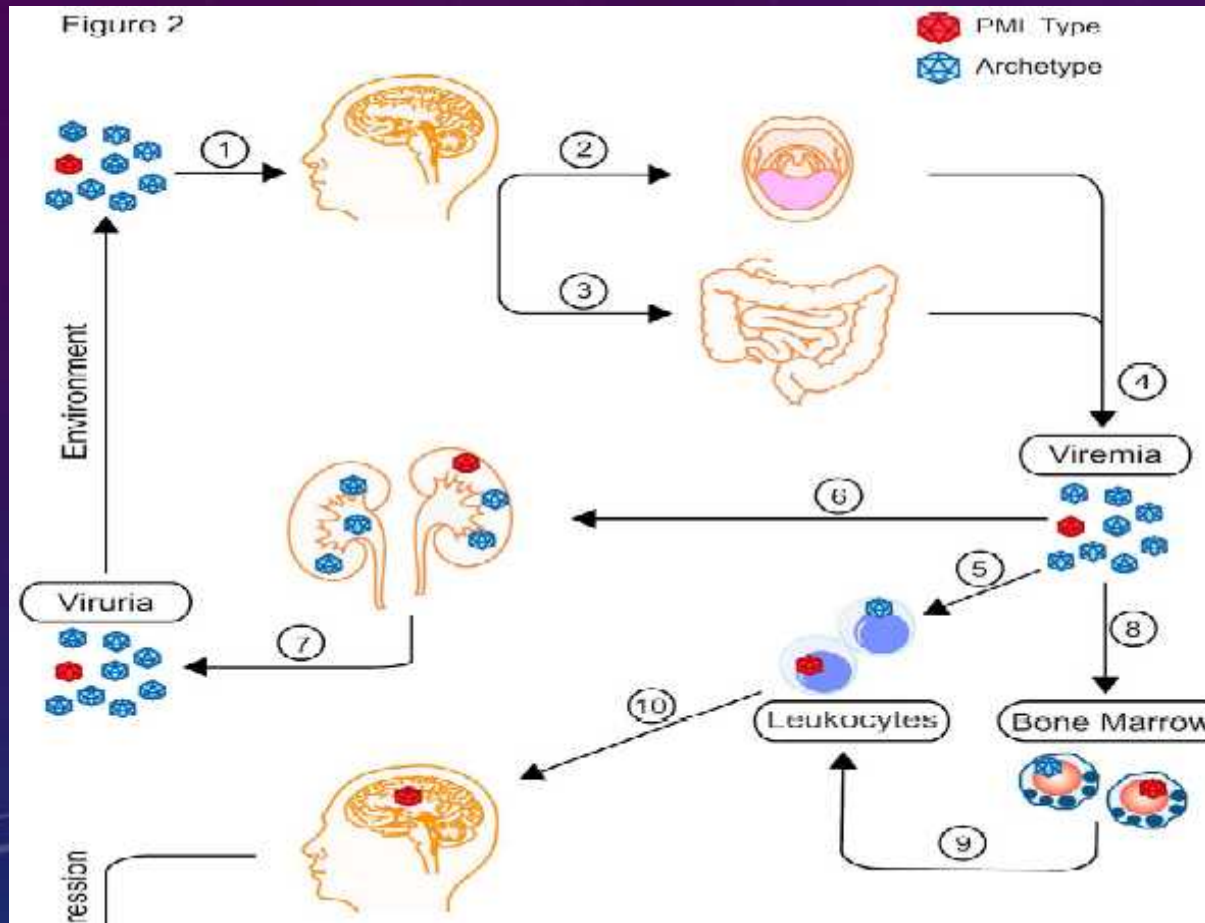 Figure 2
PML Type
Archetype
1
2
3
4
Environment
Viremia
6
5
Viruria
7
8
10
Leukocytes
Bone Marrow
9
ression